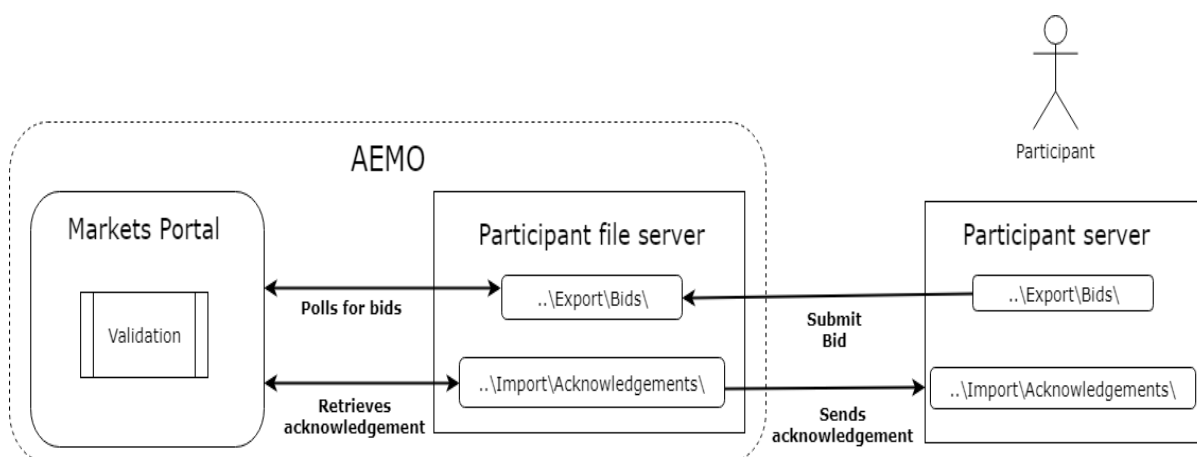 Participant
AEMO
Markets Portal
Validation
Polls for bids
Retrieves
acknowledgement
Participant file server
..\Export\Bids\
..\Import\Acknowledgements\
Submit
Bid
Sends
acknowledgement
Participant server
..\Export\Bids\
..\Import\Acknowledgements\